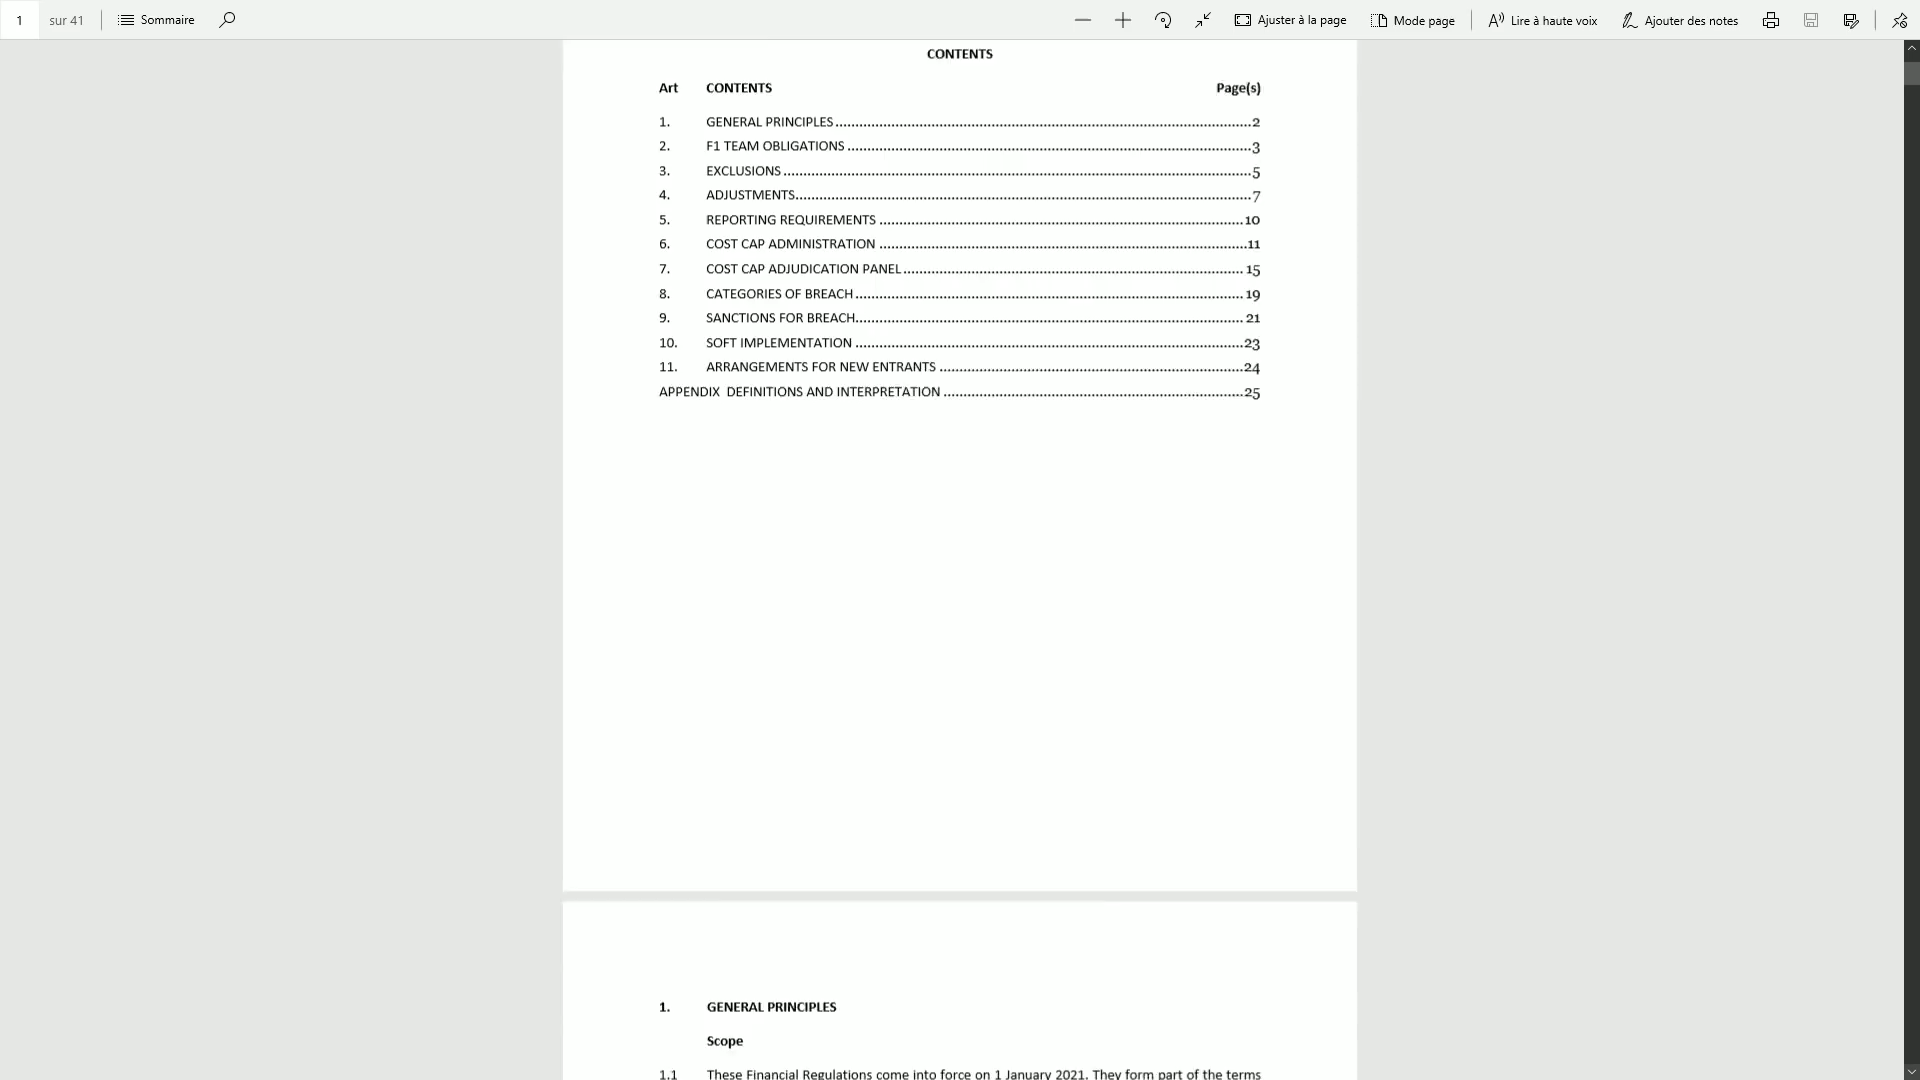 1 sur 41 Sommaire Ajuster à la page Mode page Lire à haute voix Ajouter des notes
CONTENTS
Art CONTENTS Page(s)
1. GENERAL PRINCIPLES 2
2. F1 TEAM OBLIGATIONS 3
3. EXCLUSIONS 5
4. ADJUSTMENTS 7
5. REPORTING REQUIREMENTS 10
6. COST CAP ADMINISTRATION 11
7. COST CAP ADJUDICATION PANEL 15
8. CATEGORIES OF BREACH 19
9. SANCTIONS FOR BREACH 21
10. SOFT IMPLEMENTATION 23
11. ARRANGEMENTS FOR NEW ENTRANTS 24
APPENDIX DEFINITIONS AND INTERPRETATION 25
1. GENERAL PRINCIPLES
Scope
1.1 These Financial Regulations come into force on 1 January 2021. They form part of the terms